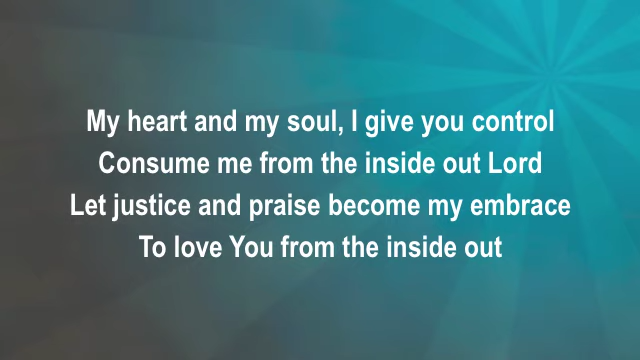 My heart and my soul, I give you control
Consume me from the inside out Lord
Let justice and praise become my embrace
To love You from the inside out